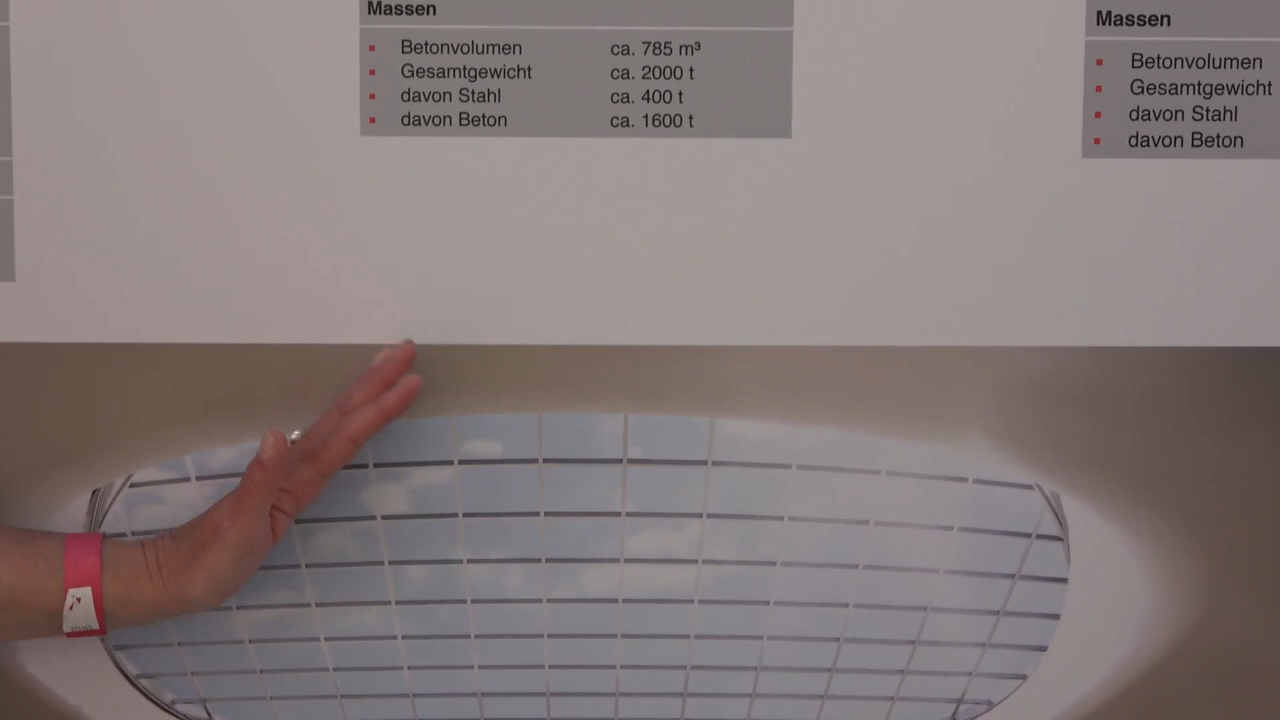 Massen
Betonvolumen ca. 785 m³
Gesamtgewicht ca. 2000 t
davon Stahl ca. 400 t
davon Beton ca. 1600 t
Massen
Betonvolumen
Gesamtgewicht
davon Stahl
davon Beton